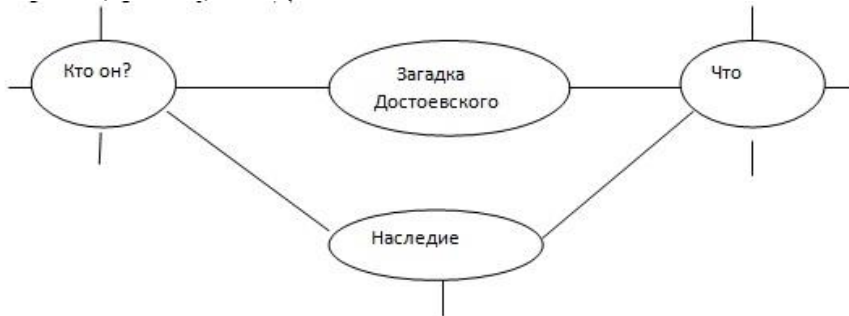 Кто он?
Загадка
Достоевского
Что
Наследие